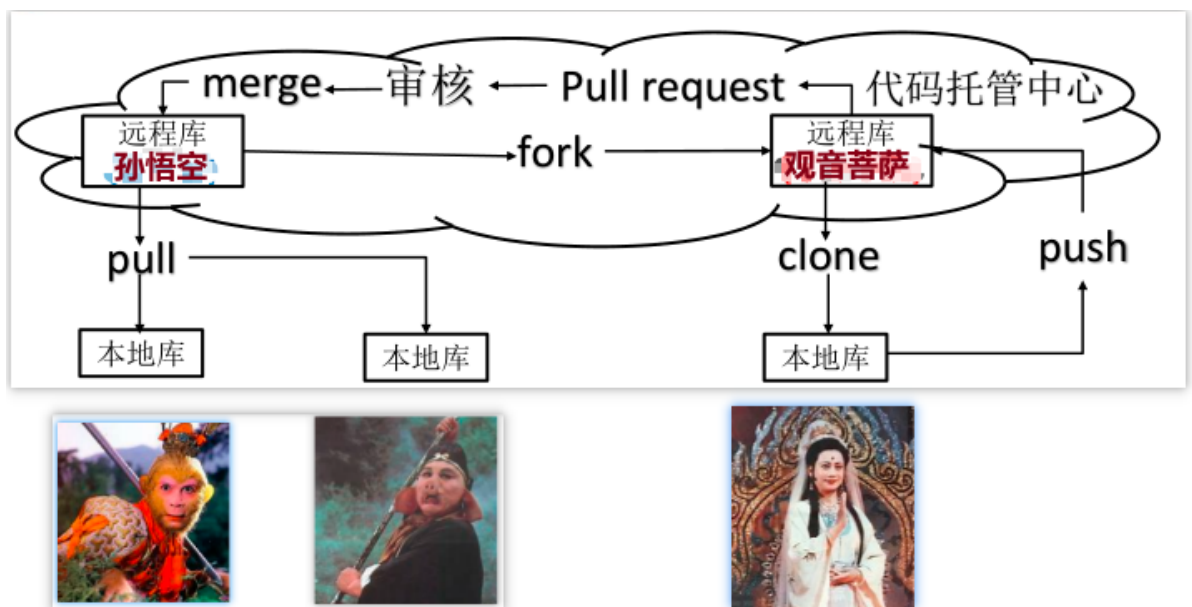 merge 审核 Pull request 代码托管中心
远程库 远程库
孙悟空 fork 观音菩萨
pull clone push
本地库 本地库 本地库